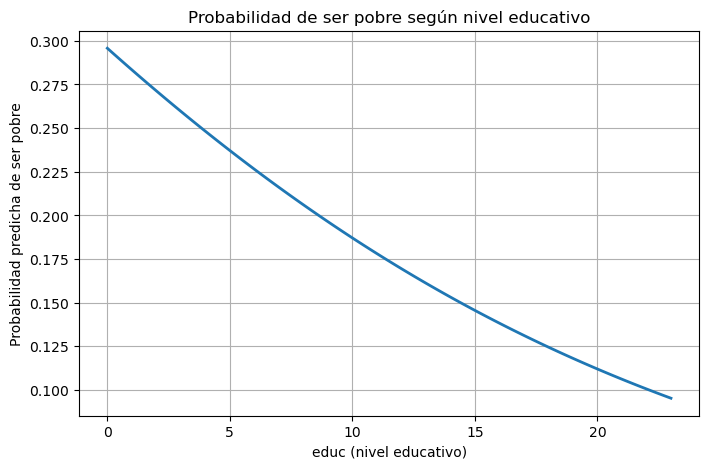 Probabilidad de ser pobre según nivel educativo
Probabilidad predicha de ser pobre
0.300
0.275
0.250
0.225
0.200
0.175
0.150
0.125
0.100
0 5 10 15 20
educ (nivel educativo)